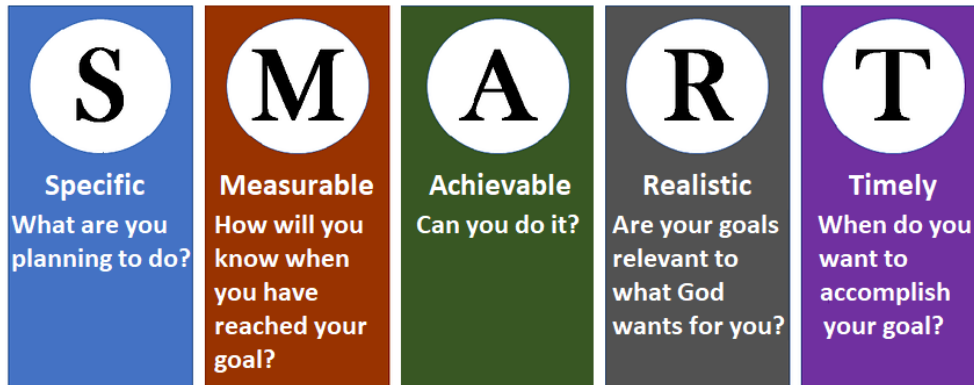 S
Specific
What are you
planning to do?
M
Measurable
How will you
know when
you have
reached your
goal?
A
Achievable
Can you do it?
R
Realistic
Are your goals
relevant to
what God
wants for you?
T
Timely
When do you
want to
accomplish
your goal?